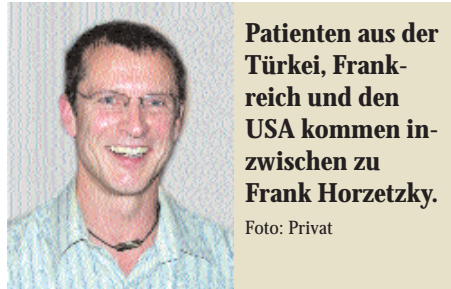 Patienten aus der
Türkei, Frank-
reich und den
USA kommen in-
zwischen zu
Frank Horzetzky.
Foto: Privat